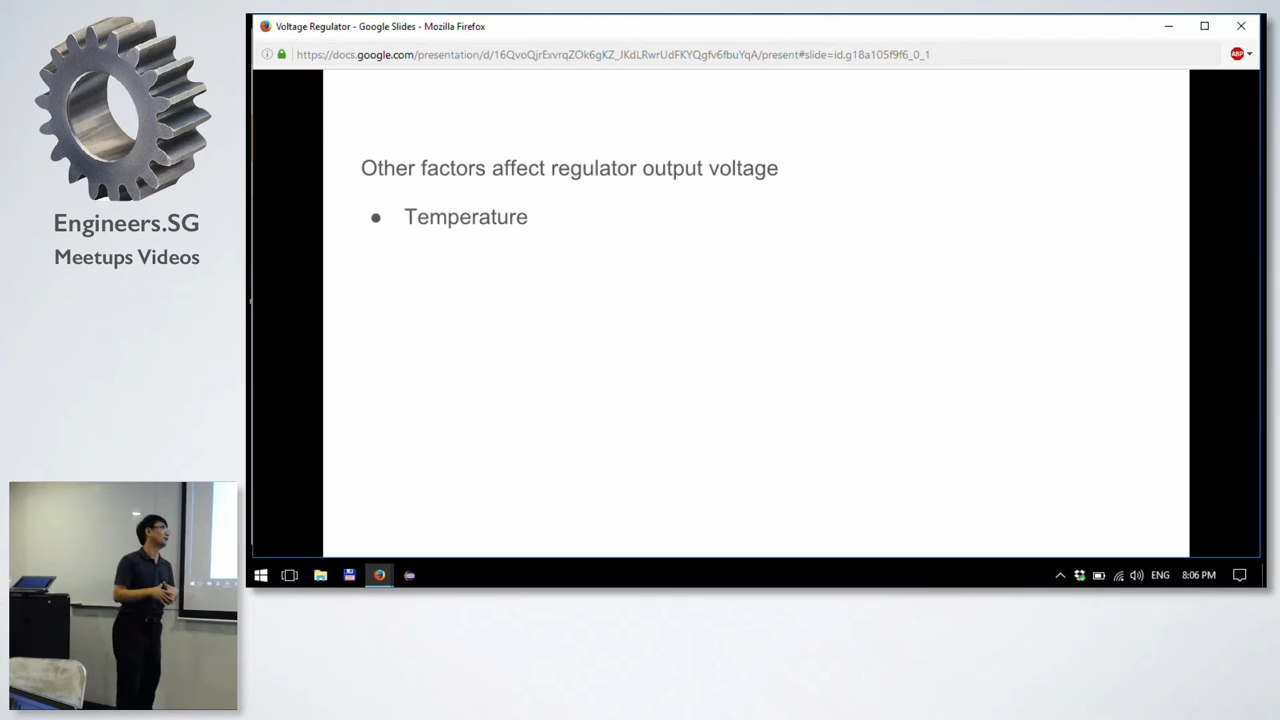 Engineers.SG
Meetups Videos
Voltage Regulator - Google Slides - Mozilla Firefox
https://docs.google.com/presentation/d/16QvoQjrExvrqZOk6gKZ_JKdLRwrUdFKYQgfv6fbuYqA/present#slide=id.g18a105f9f6_0_1
ABP
Other factors affect regulator output voltage
● Temperature
ENG
8:06 PM